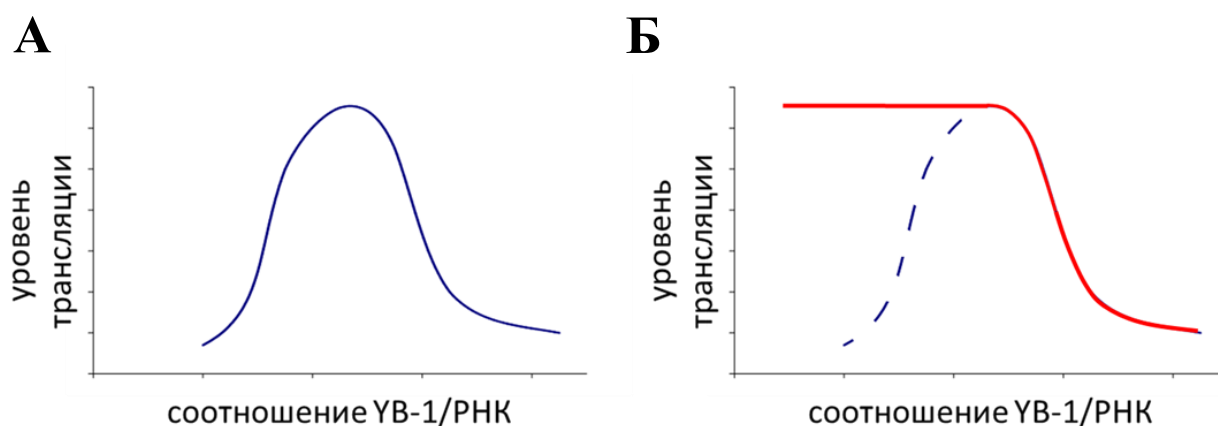 А
Б
уровень
трансляции
соотношение YB-1/РНК
уровень
трансляции
соотношение YB-1/РНК